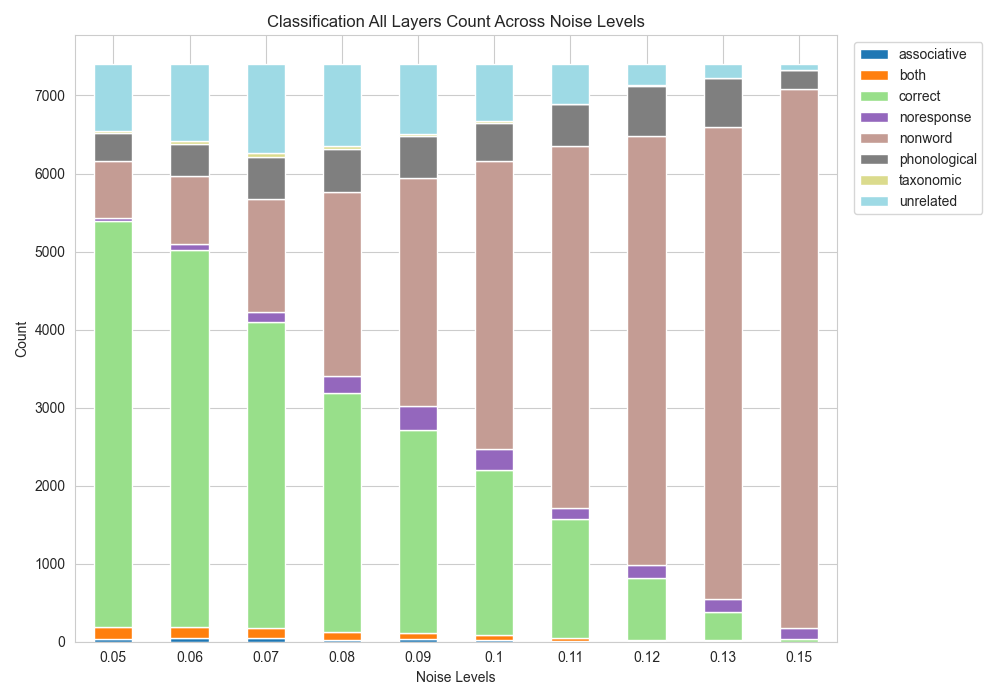 Classification All Layers Count Across Noise Levels
associative
both
correct
noresponse
nonword
phonological
taxonomic
unrelated
7000
6000
5000
4000
3000
2000
1000
0
Count
0.05 0.06 0.07 0.08 0.09 0.1 0.11 0.12 0.13 0.15
Noise Levels